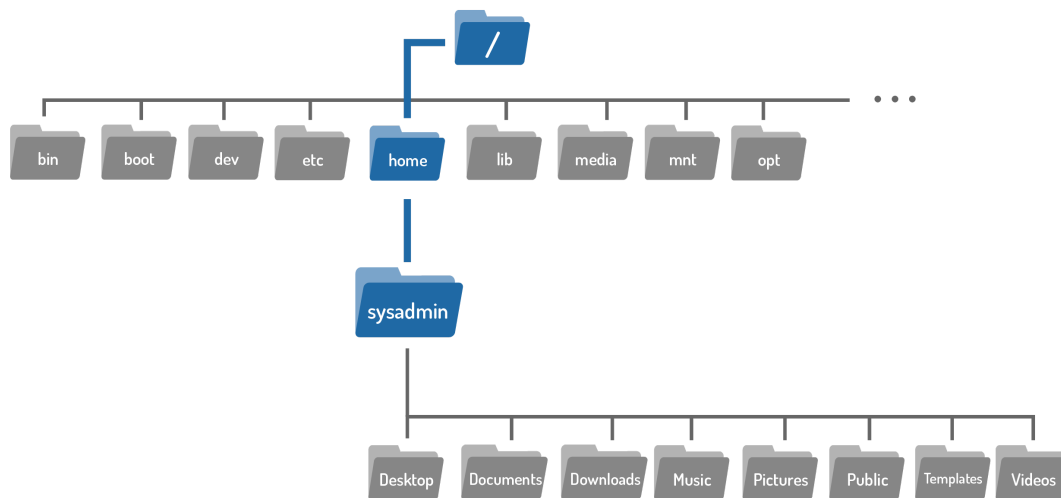 /
bin
boot
dev
etc
home
lib
media
mnt
opt
sysadmin
Desktop
Documents
Downloads
Music
Pictures
Public
Templates
Videos